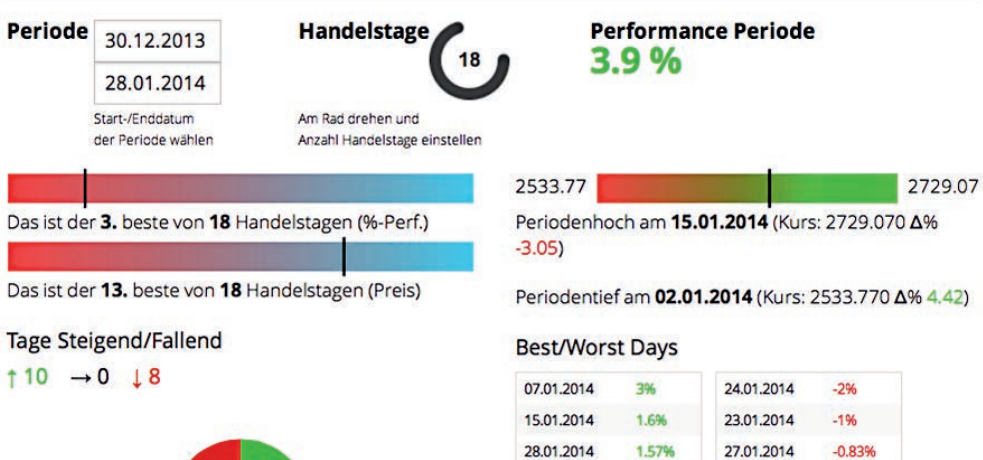 Periode
30.12.2013
28.01.2014
Start-/Enddatum
der Periode wählen
Handelstage
18
Am Rad drehen und
Anzahl Handelstage einstellen
Performance Periode
3.9 %
Das ist der 3. beste von 18 Handelstagen (%-Perf.)
Das ist der 13. beste von 18 Handelstagen (Preis)
2533.77 2729.07
Periodenhoch am 15.01.2014 (Kurs: 2729.070 Δ%
-3.05)
Periodentief am 02.01.2014 (Kurs: 2533.770 Δ% 4.42)
Tage Steigend/Fallend
↑ 10 → 0 ↓ 8
Best/Worst Days
07.01.2014 3% 24.01.2014 -2%
15.01.2014 1.6% 23.01.2014 -1%
28.01.2014 1.57% 27.01.2014 -0.83%